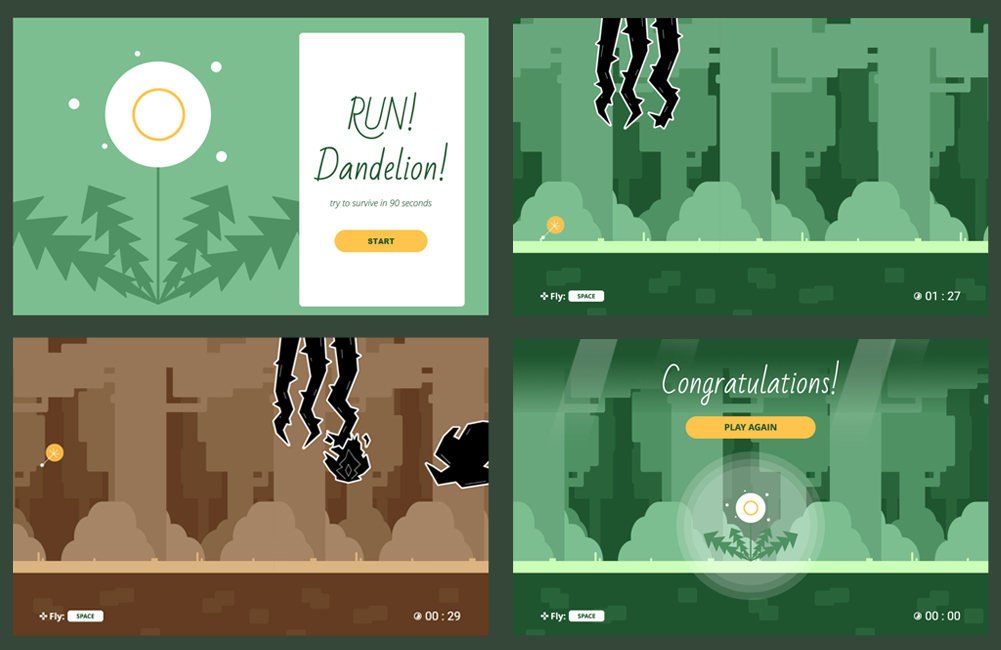 RUN!
Dandelion!
try to survive in 90 seconds
START
Fly: SPACE
01 : 27
Fly: SPACE
00 : 29
Congratulations!
PLAY AGAIN
Fly: SPACE
00 : 00